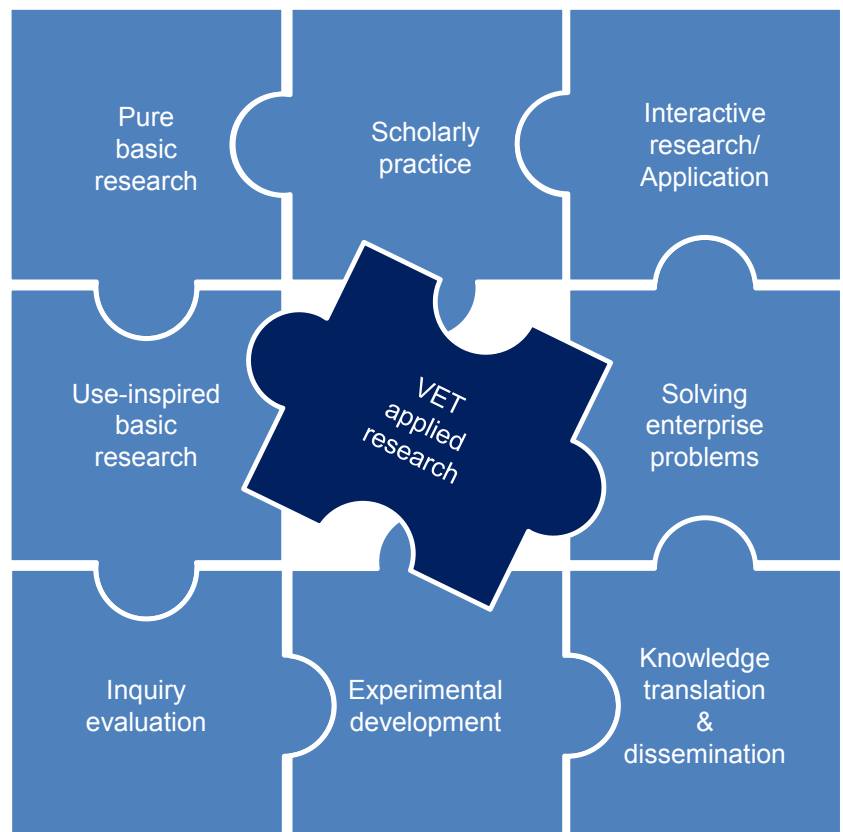 Pure
basic
research
Scholarly
practice
Interactive
research/
Application
Use-inspired
basic
research
VET
applied
research
Solving
enterprise
problems
Inquiry
evaluation
Experimental
development
Knowledge
translation
&
dissemination